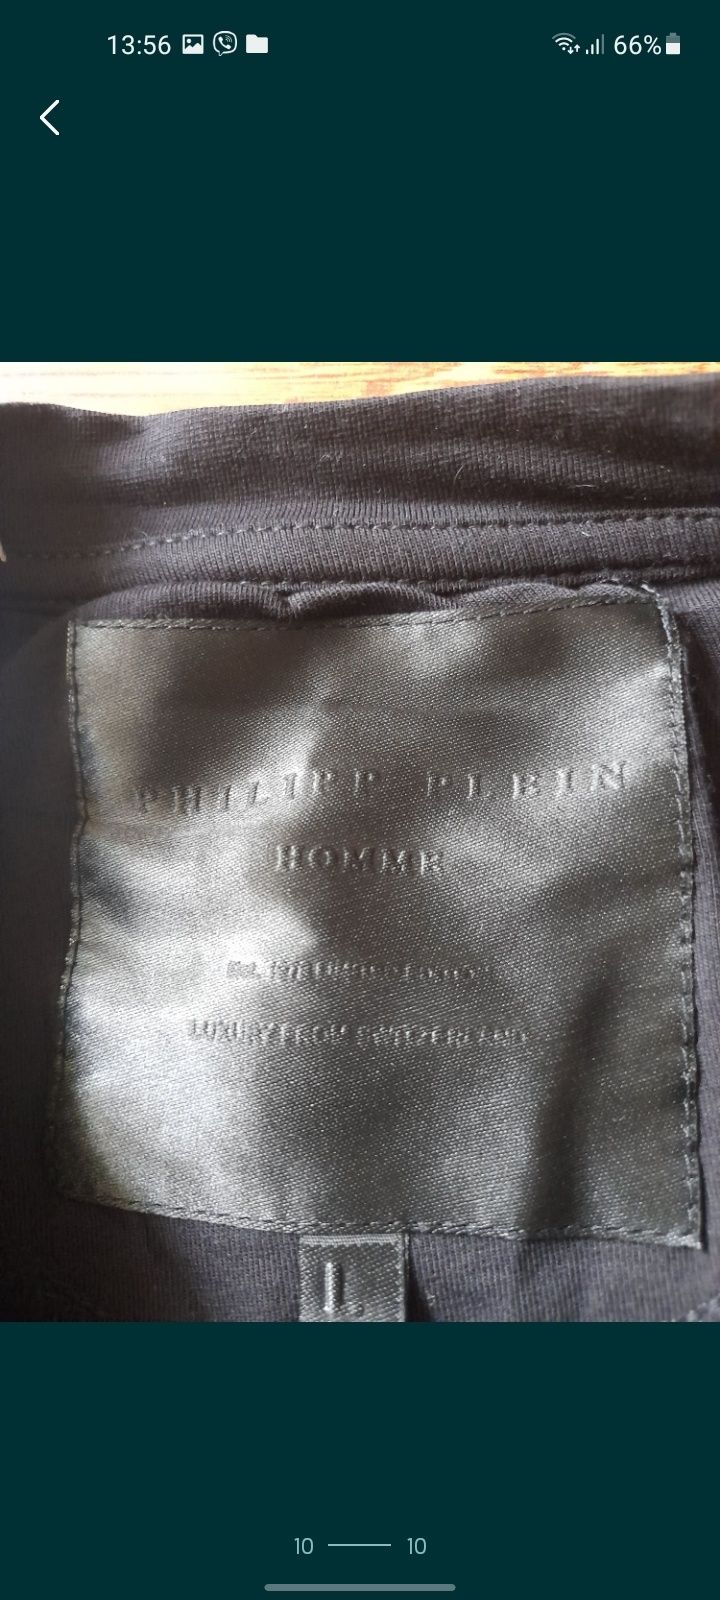 13:56 66%
PHILIPP PLEIN
HOMME
LUXURY FROM SWITZERLAND
L
10 10